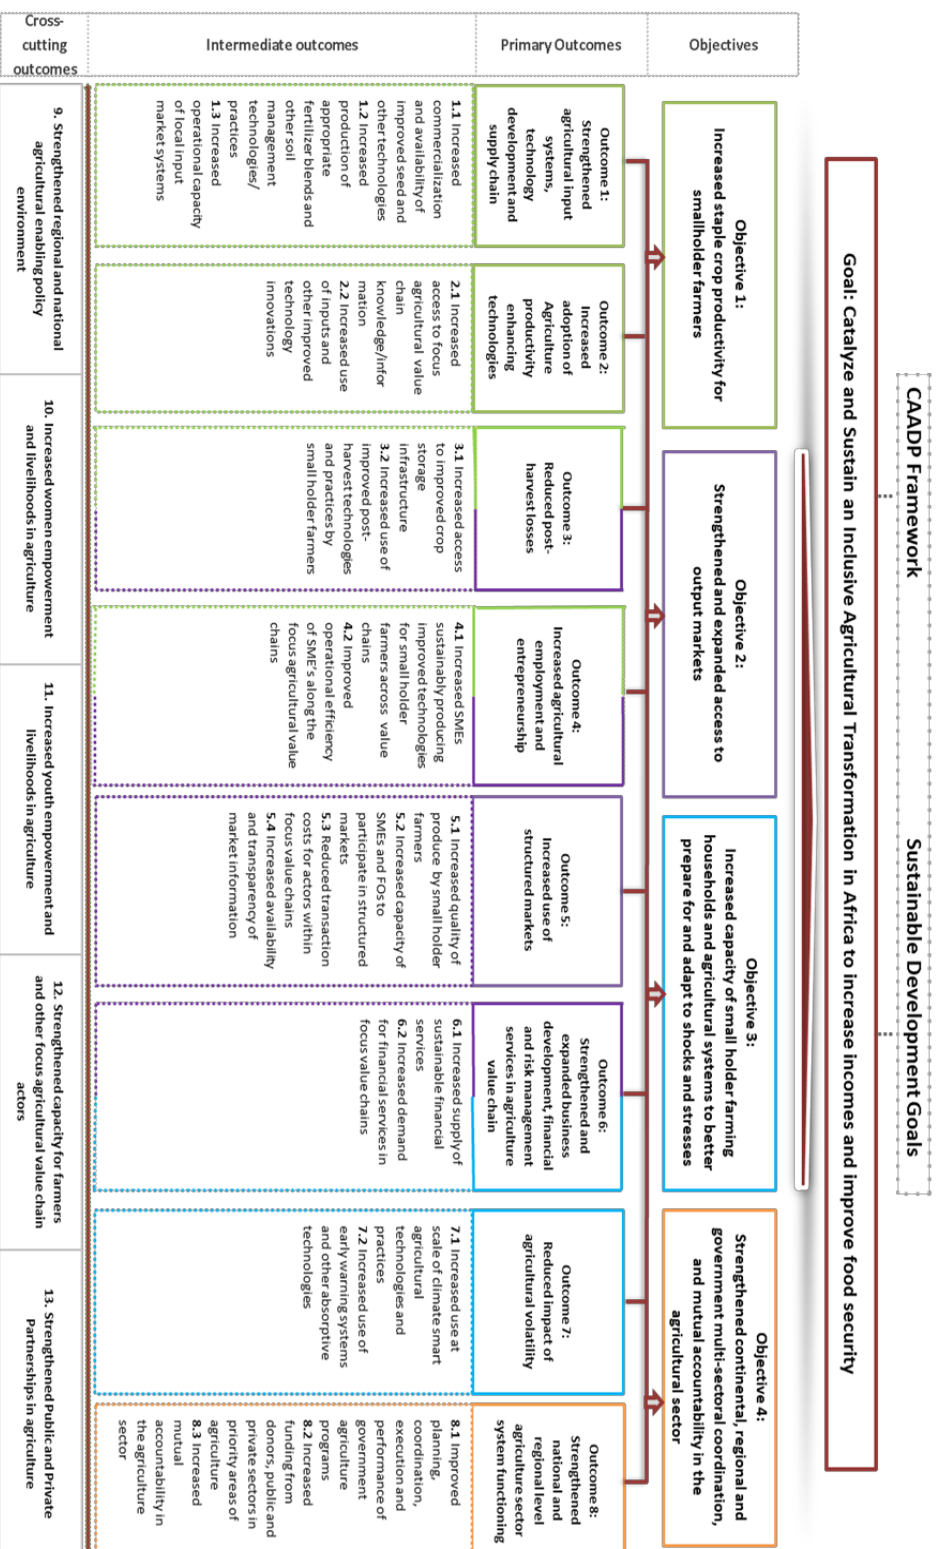 CAADP Framework
Sustainable Development Goals
Goal: Catalyze and Sustain an Inclusive Agricultural Transformation in Africa to increase incomes and improve food security
Objectives
Objective 1:
Increased staple crop productivity for
smallholder farmers
Objective 2:
Strengthened and expanded access to
output markets
Objective 3:
Increased capacity of small holder farming
households and agricultural systems to better
prepare for and adapt to shocks and stresses
Objective 4:
Strengthened continental, regional and
government multi-sectoral coordination,
and mutual accountability in the
agricultural sector
Primary Outcomes
Outcome 1:
Strengthened
agricultural input
systems,
technology
development and
supply chain
Outcome 2:
Increased
adoption of
Agriculture
productivity
enhancing
technologies
Outcome 3:
Reduced post-
harvest losses
Outcome 4:
Increased agricultural
employment and
entrepreneurship
Outcome 5:
Increased use of
structured markets
Outcome 6:
Strengthened and
expanded business
development, financial
and risk management
services in agriculture
value chain
Outcome 7:
Reduced impact of
agricultural volatility
Outcome 8:
Strengthened
national and
regional level
agriculture sector
system functioning
Intermediate outcomes
1.1 Increased
commercialization
and availability of
improved seed and
other technologies
1.2 Increased
production of
appropriate
fertilizer blends and
other soil
management
technologies/
practices
1.3 Increased
operational capacity
of local input
market systems
2.1 Increased
access to focus
agricultural value
chain
knowledge/infor
mation
2.2 Increased use
of inputs and
other improved
technology
innovations
3.1 Increased access
to improved crop
storage
infrastructure
3.2 Increased use of
improved post-
harvest technologies
and practices by
small holder farmers
4.1 Increased SMEs
sustainably producing
improved technologies
for small holder
farmers across value
chains
4.2 Improved
operational efficiency
of SME's along the
focus agricultural value
chains
5.1 Increased quality of
produce by small holder
farmers
5.2 Increased capacity of
SMEs and FOs to
participate in structured
markets
5.3 Reduced transaction
costs for actors within
focus value chains
5.4 Increased availability
and transparency of
market information
6.1 Increased supply of
sustainable financial
services
6.2 Increased demand
for financial services in
focus value chains
7.1 Increased use at
scale of climate smart
agricultural
technologies and
practices
7.2 Increased use of
early warning systems
and other absorptive
technologies
8.1 Improved
planning,
coordination,
execution and
performance of
government
agriculture
programs
8.2 Increased
funding from
donors, public and
private sectors in
priority areas of
agriculture
8.3 Increased
mutual
accountability in
the agriculture
sector
Cross-
cutting
outcomes
9. Strengthened regional and national
agricultural enabling policy
environment
10. Increased women empowerment
and livelihoods in agriculture
11. Increased youth empowerment and
livelihoods in agriculture
12. Strengthened capacity for farmers
and other focus agricultural value chain
actors
13. Strengthened Public and Private
Partnerships in agriculture